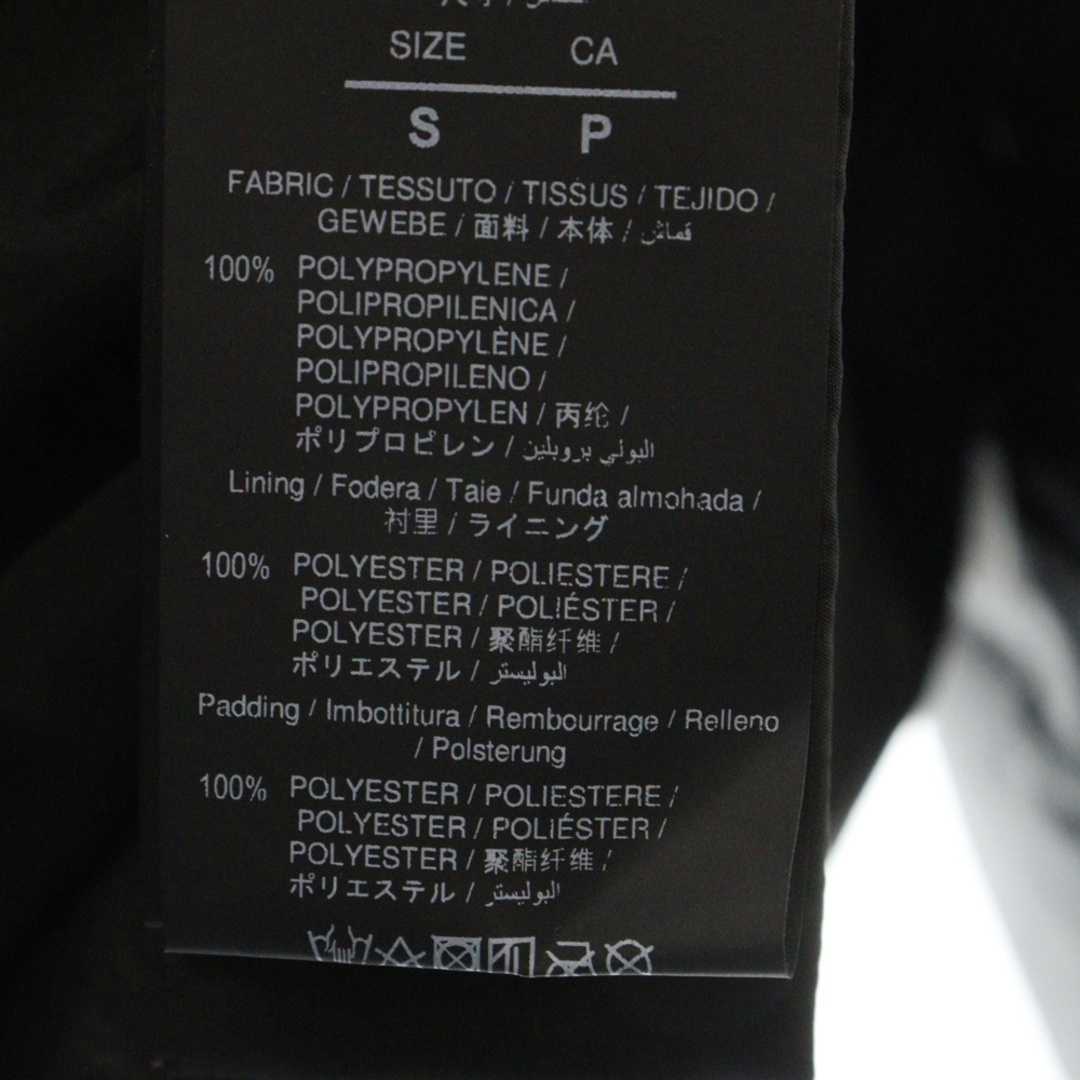 SIZE CA
S P
FABRIC / TESSUTO / TISSUS / TEJIDO /
GEWEBE / 面料 / 本体 / قماش
100% POLYPROPYLENE /
POLIPROPILENICA /
POLYPROPYLÈNE /
POLIPROPILENO /
POLYPROPYLEN / 丙纶 /
ポリプロピレン / البولي بروبلين
Lining / Fodera / Taie / Funda almohada /
衬里 / ライニング
100% POLYESTER / POLIESTERE /
POLYESTER / POLIÉSTER /
POLYESTER / 聚酯纤维 /
ポリエステル / البوليستر
Padding / Imbottitura / Rembourrage / Relleno
/ Polsterung
100% POLYESTER / POLIESTERE /
POLYESTER / POLIÉSTER /
POLYESTER / 聚酯纤维 /
ポリエステル / البوليستر